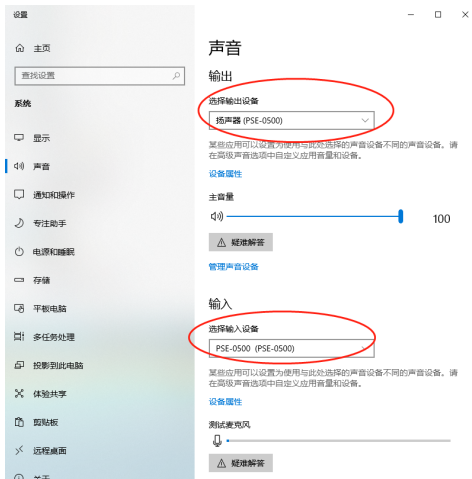 设置
主页
查找设置
系统
显示
声音
通知和操作
专注助手
电源和睡眠
存储
平板电脑
多任务处理
投影到此电脑
体验共享
剪贴板
远程桌面
关于
声音
输出
选择输出设备
扬声器 (PSE-0500)
某些应用可以设置为使用与此处选择的声音设备不同的声音设备。请
在高级声音选项中自定义应用音量和设备。
设备属性
主音量
100
疑难解答
管理声音设备
输入
选择输入设备
PSE-0500 (PSE-0500)
某些应用可以设置为使用与此处选择的声音设备不同的声音设备。请
在高级声音选项中自定义应用音量和设备。
设备属性
测试麦克风
疑难解答